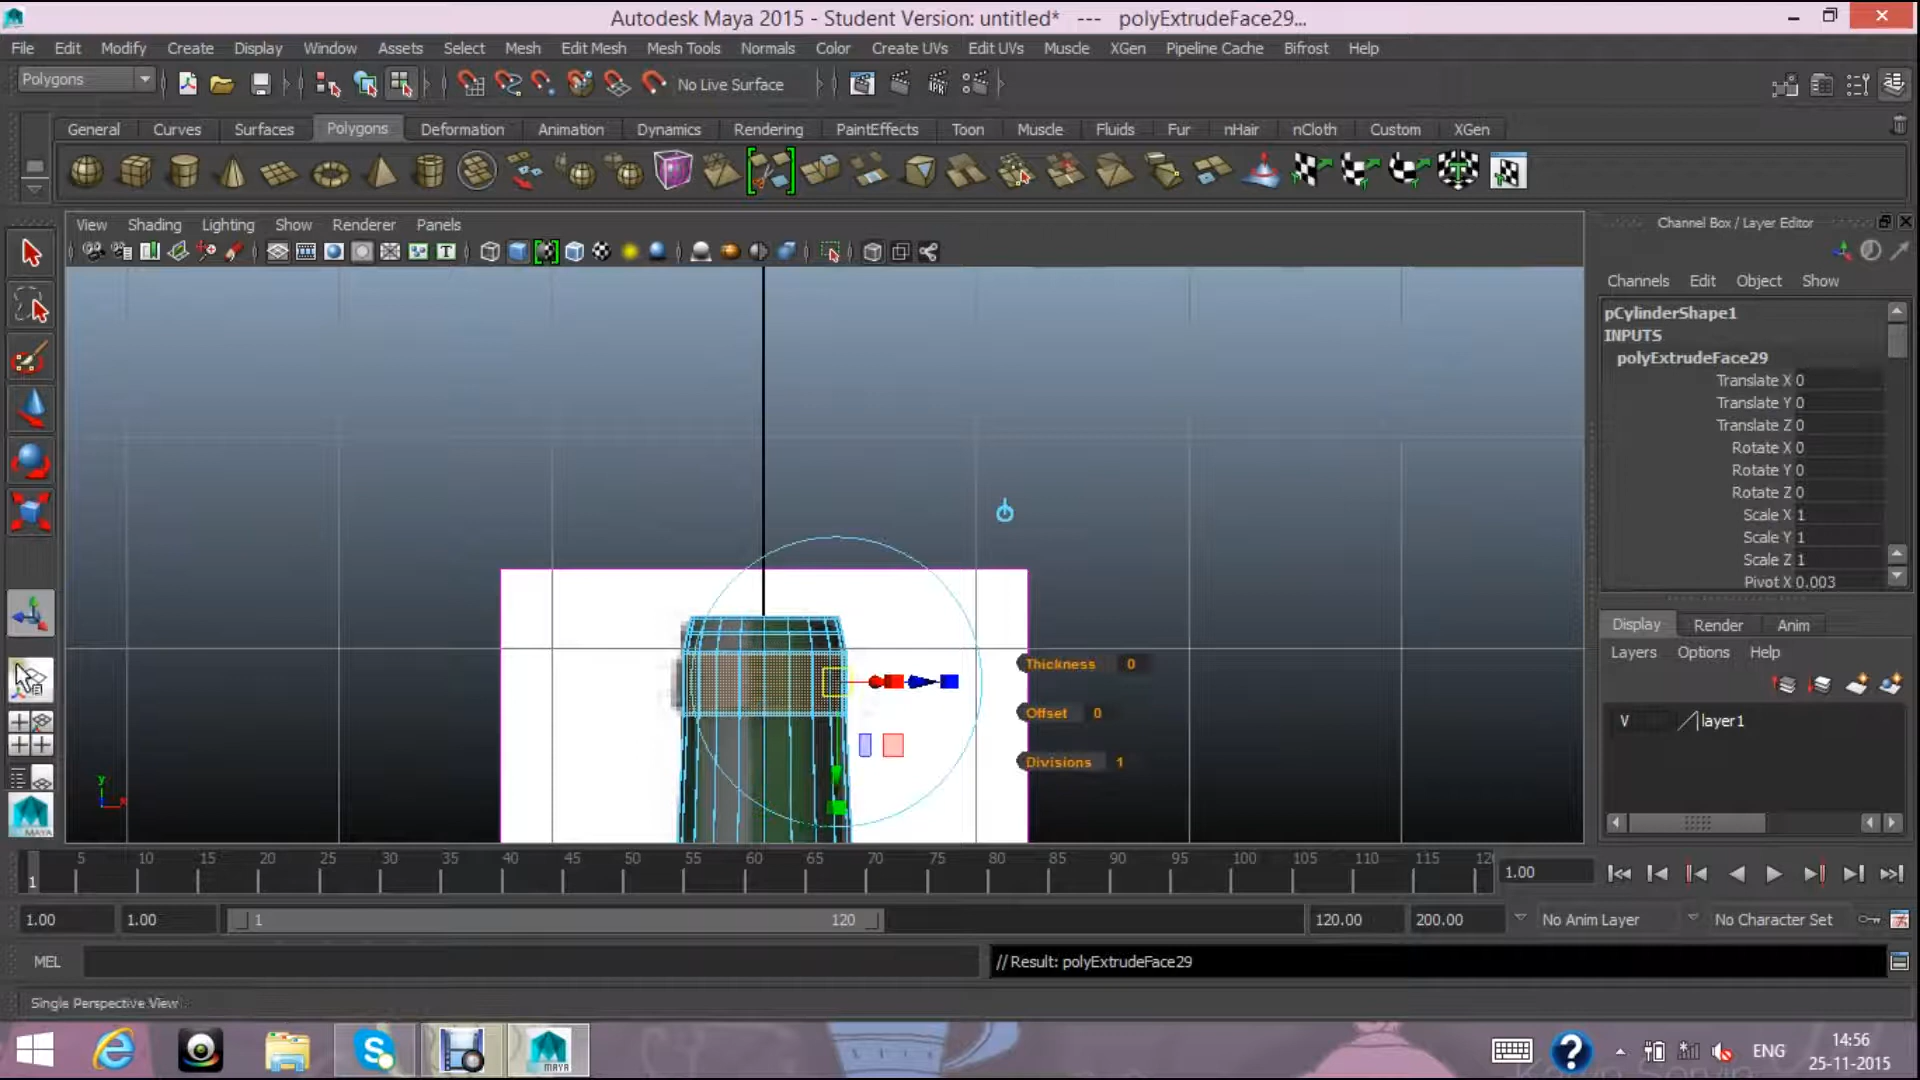 Autodesk Maya 2015 - Student Version: untitled* --- polyExtrudeFace29...
File Edit Modify Create Display Window Assets Select Mesh Edit Mesh Mesh Tools Normals Color Create UVs Edit UVs Muscle XGen Pipeline Cache Bifrost Help
Polygons No Live Surface
General Curves Surfaces Polygons Deformation Animation Dynamics Rendering PaintEffects Toon Muscle Fluids Fur nHair nCloth Custom XGen
View Shading Lighting Show Renderer Panels
Channel Box / Layer Editor
Channels Edit Object Show
pCylinderShape1
INPUTS
polyExtrudeFace29
Translate X 0
Translate Y 0
Translate Z 0
Rotate X 0
Rotate Y 0
Rotate Z 0
Scale X 1
Scale Y 1
Scale Z 1
Pivot X 0.003
Thickness 0
Offset 0
Divisions 1
y
Display Render Anim
Layers Options Help
V layer1
MAYA
5 10 15 20 25 30 35 40 45 50 55 60 65 70 75 80 85 90 95 100 105 110 115 12
1
1.00
1.00 1.00 1 120 120.00 200.00 No Anim Layer No Character Set
MEL // Result: polyExtrudeFace29
Single Perspective View
MAYA
ENG
14:56
25-11-2015